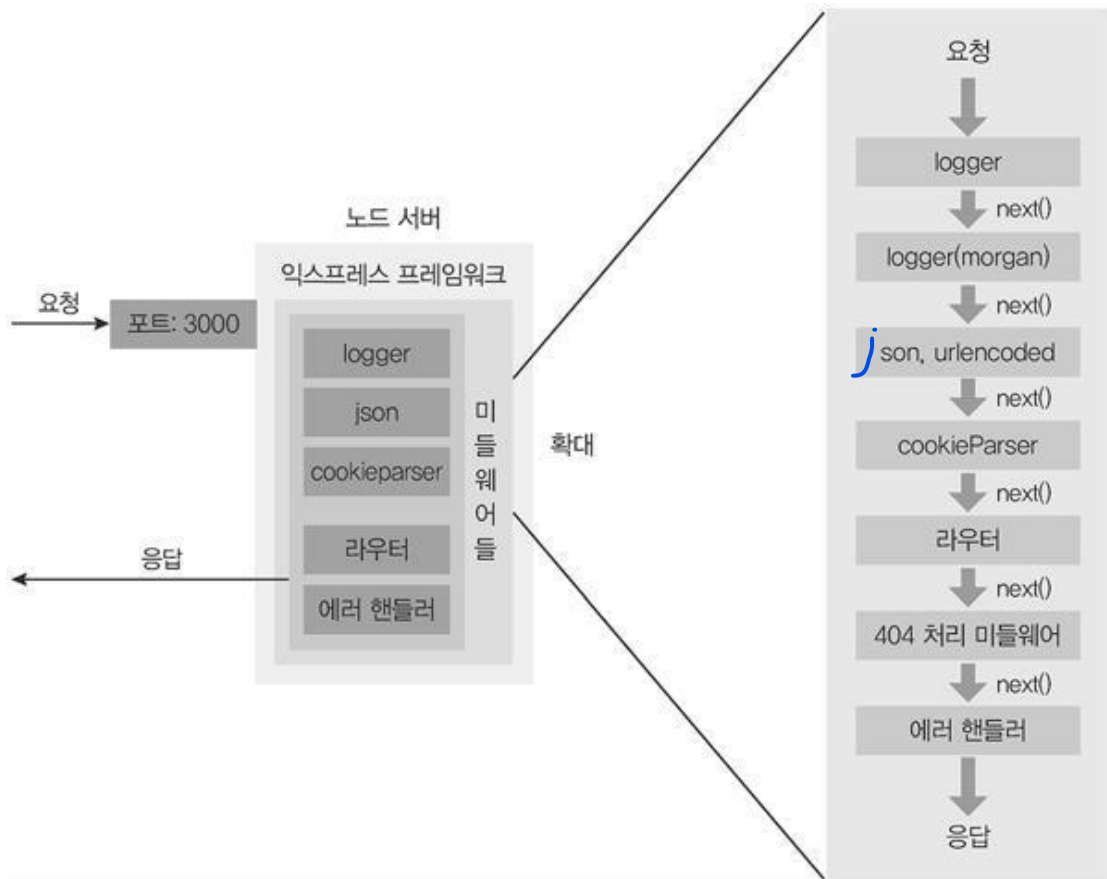 노드 서버
익스프레스 프레임워크
요청
포트: 3000
logger
json
cookieparser
라우터
에러 핸들러
미들웨어들
응답
확대
요청
logger
next()
logger(morgan)
next()
json, urlencoded
next()
cookieParser
next()
라우터
next()
404 처리 미들웨어
next()
에러 핸들러
응답